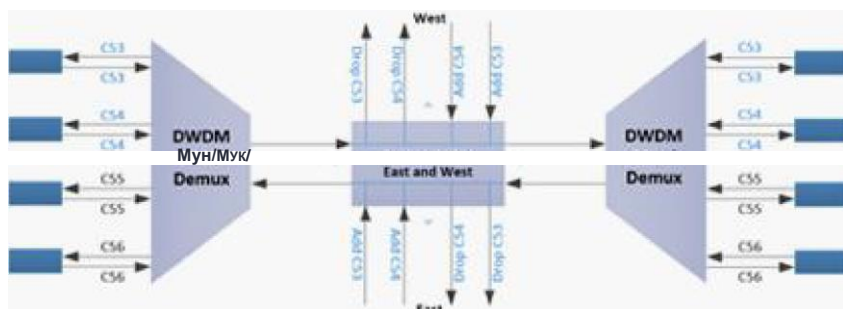 West
C53
Drop C53
Drop C54
Add C54
Add C53
C53
C53
C53
C54
C54
C54
C54
DWDM
DWDM
Мун/Мук/
Demux
East and West
Demux
C55
C55
C55
C55
Add C53
Add C54
Drop C54
Drop C53
C56
C56
C56
C56